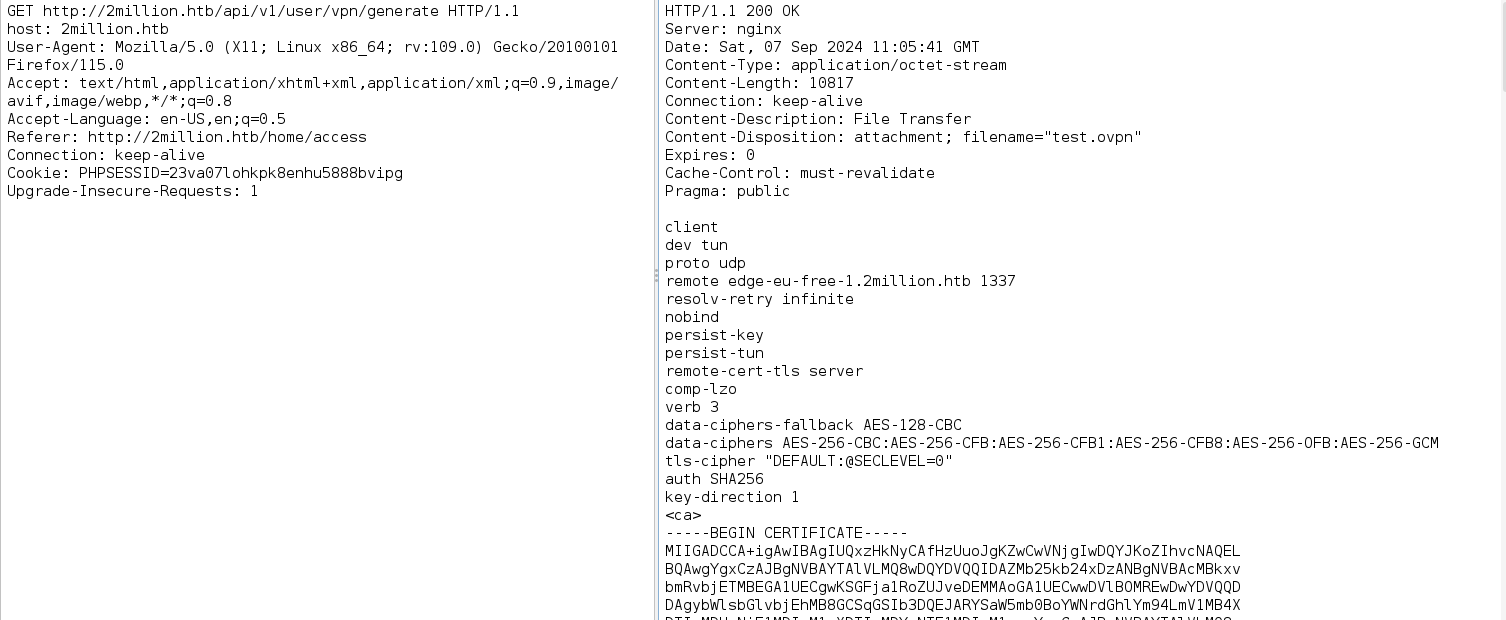 GET http://2million.htb/api/v1/user/vpn/generate HTTP/1.1
host: 2million.htb
User-Agent: Mozilla/5.0 (X11; Linux x86_64; rv:109.0) Gecko/20100101
Firefox/115.0
Accept: text/html,application/xhtml+xml,application/xml;q=0.9,image/
avif,image/webp,*/*;q=0.8
Accept-Language: en-US,en;q=0.5
Referer: http://2million.htb/home/access
Connection: keep-alive
Cookie: PHPSESSID=23va07lohkpk8enhu5888bvipg
Upgrade-Insecure-Requests: 1
HTTP/1.1 200 OK
Server: nginx
Date: Sat, 07 Sep 2024 11:05:41 GMT
Content-Type: application/octet-stream
Content-Length: 10817
Connection: keep-alive
Content-Description: File Transfer
Content-Disposition: attachment; filename="test.ovpn"
Expires: 0
Cache-Control: must-revalidate
Pragma: public
client
dev tun
proto udp
remote edge-eu-free-1.2million.htb 1337
resolv-retry infinite
nobind
persist-key
persist-tun
remote-cert-tls server
comp-lzo
verb 3
data-ciphers-fallback AES-128-CBC
data-ciphers AES-256-CBC:AES-256-CFB:AES-256-CFB1:AES-256-CFB8:AES-256-OFB:AES-256-GCM
tls-cipher "DEFAULT:@SECLEVEL=0"
auth SHA256
key-direction 1
<ca>
-----BEGIN CERTIFICATE-----
MIIGADCCA+igAwIBAgIUQxzHkNyCAfHzUuoJgKZwCwVNjgIwDQYJKoZIhvcNAQEL
BQAwgYgxCzAJBgNVBAYTAlVLMQ8wDQYDVQQIDAZMb25kb24xDzANBgNVBAcMBkxv
bmRvbjETMBEGA1UECgwKSGFja1RoZUJveDEMMAoGA1UECwwDVlBOMREwDwYDVQQD
DAgybWlsbGlvbjEhMB8GCSqGSIb3DQEJARYSaW5mb0BoYWNrdGhlYm94LmV1MB4X